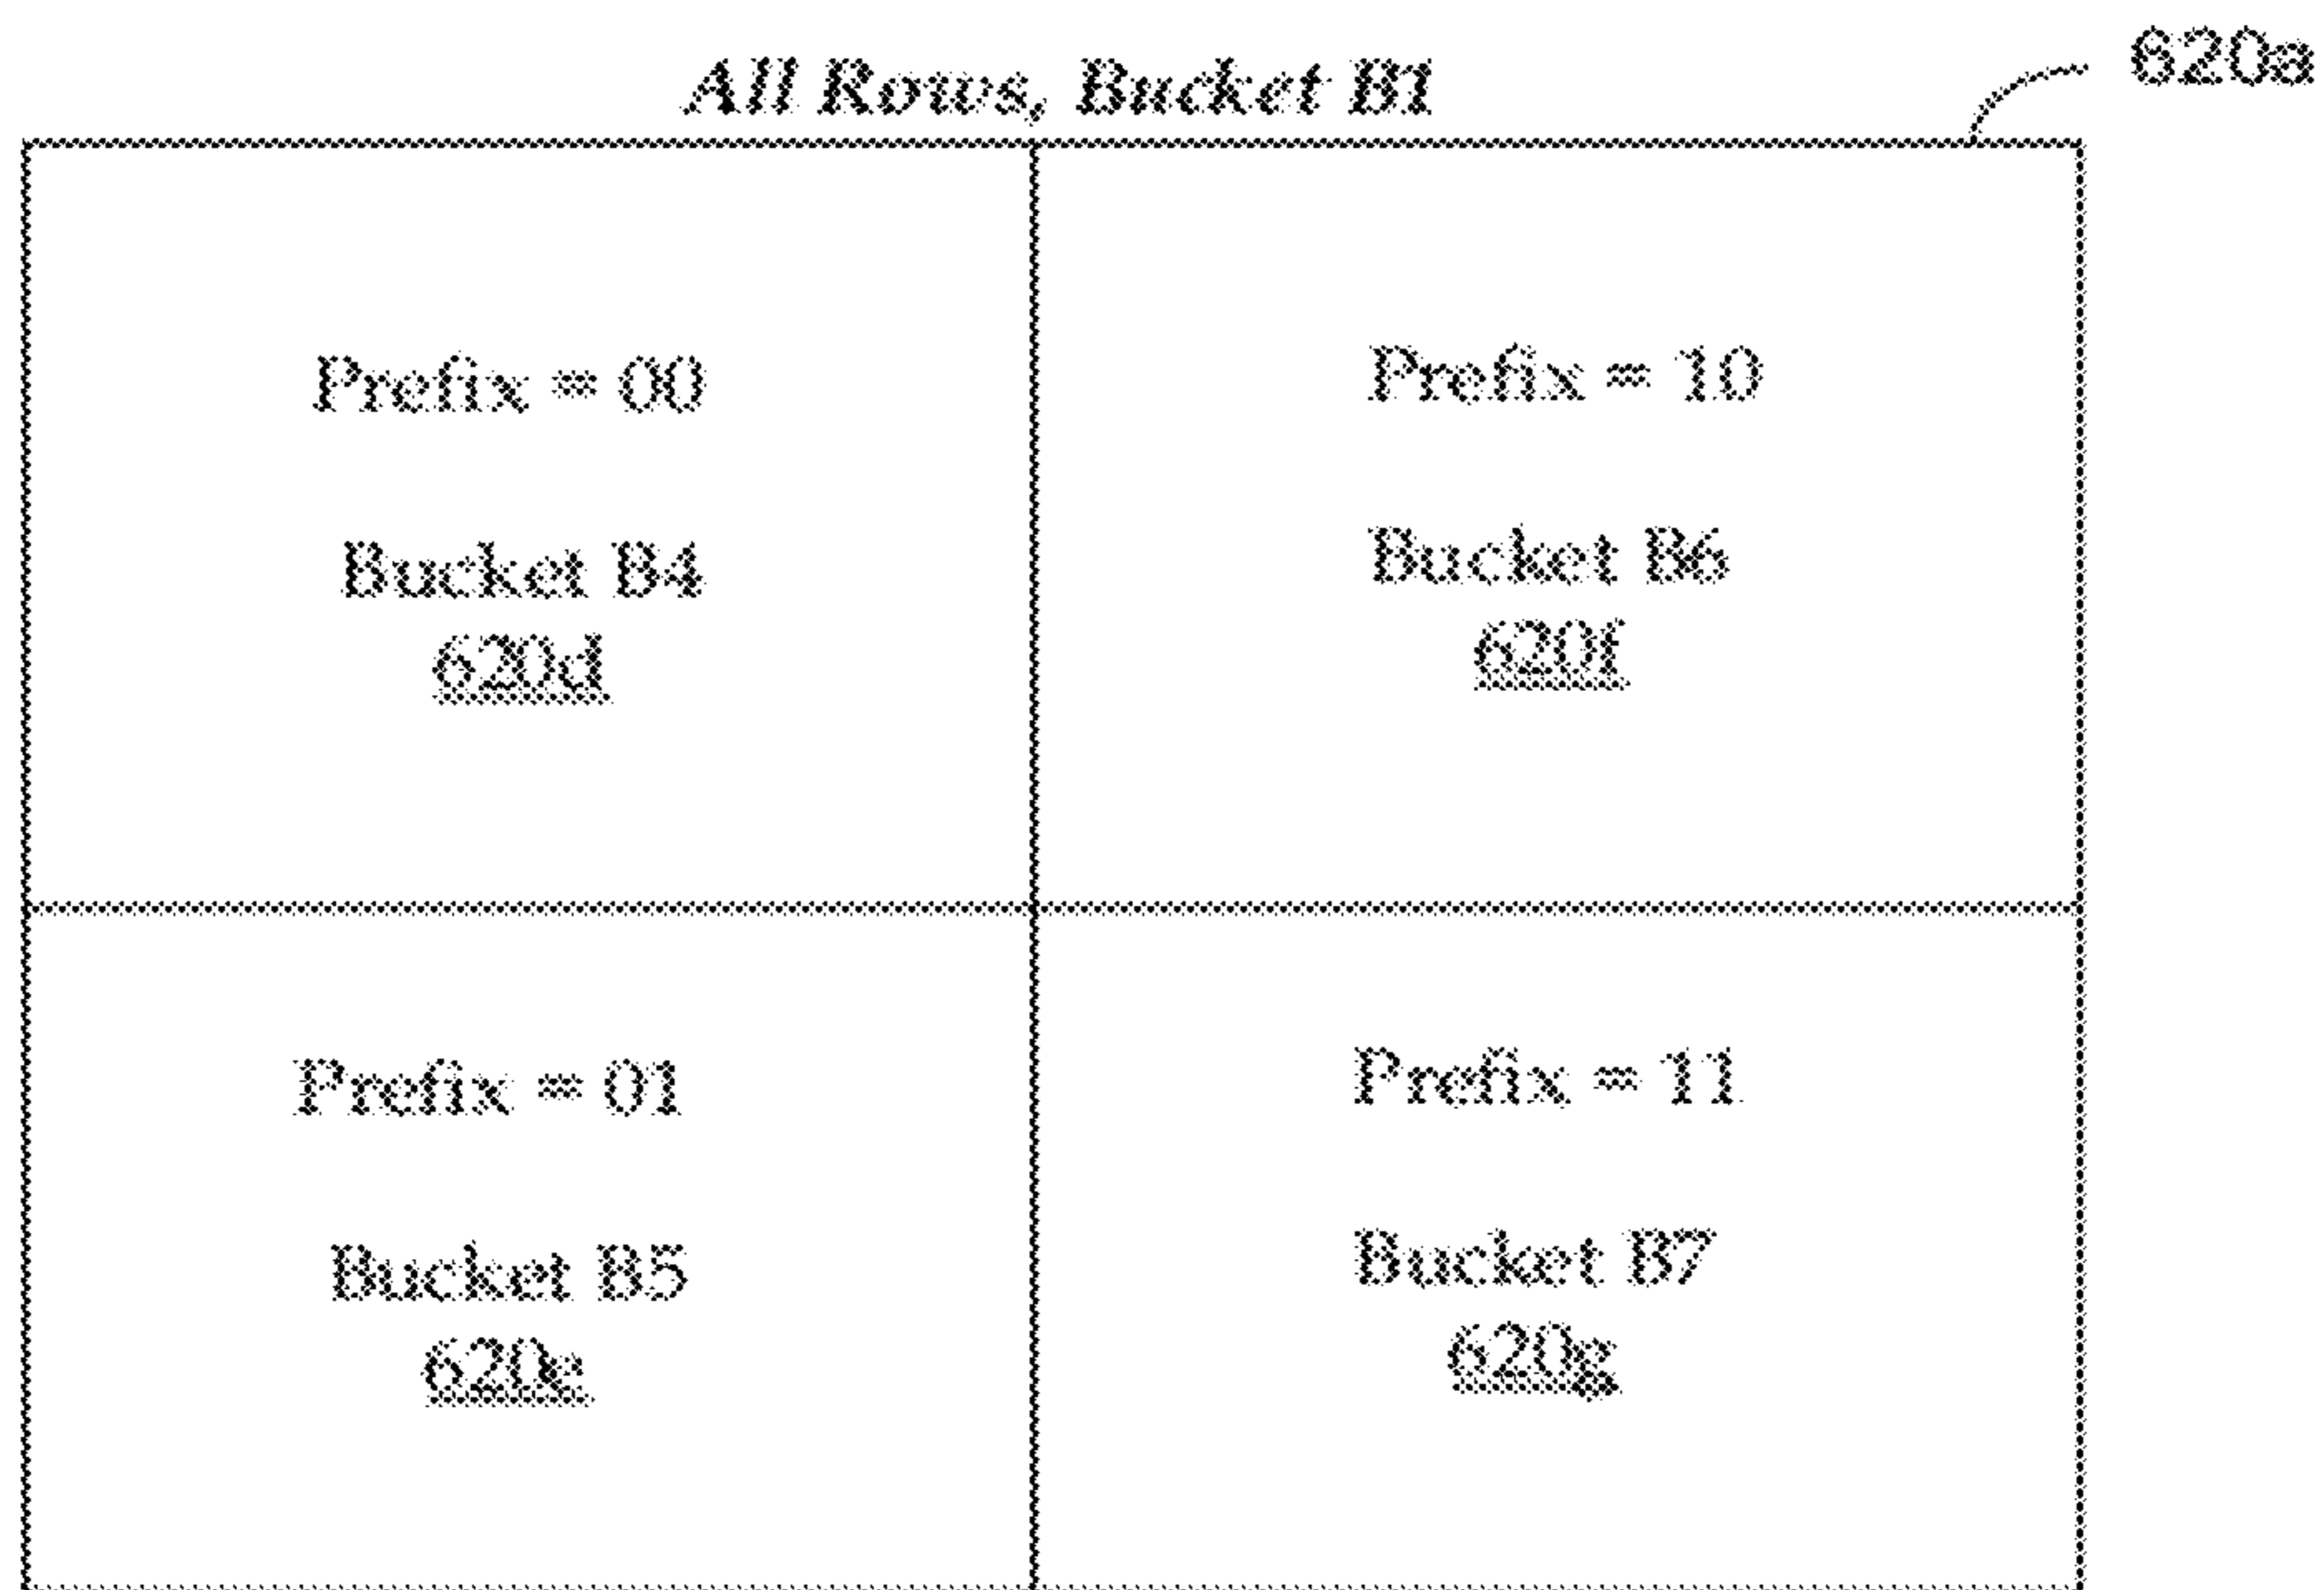 All Rows, Bucket B1
620a
Prefix = 00
Bucket B4
620d
Prefix = 10
Bucket B6
620f
Prefix = 01
Bucket B5
620e
Prefix = 11
Bucket B7
620g